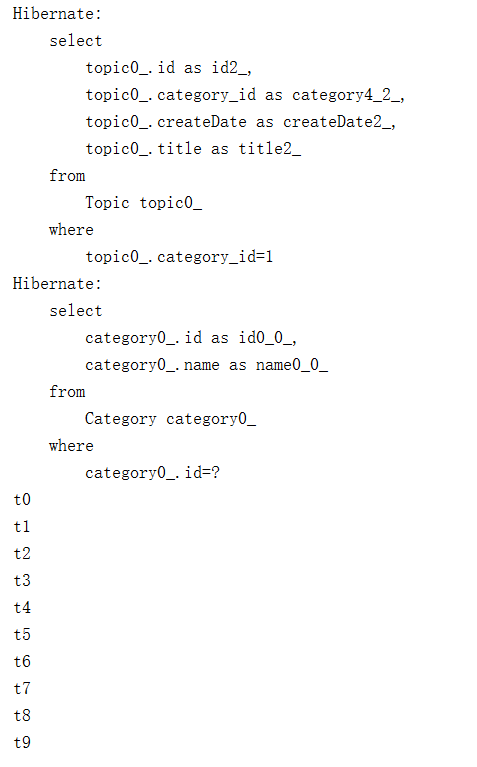 Hibernate:
    select
        topic0_.id as id2_,
        topic0_.category_id as category4_2_,
        topic0_.createDate as createDate2_,
        topic0_.title as title2_
    from
        Topic topic0_
    where
        topic0_.category_id=1
Hibernate:
    select
        category0_.id as id0_0_,
        category0_.name as name0_0_
    from
        Category category0_
    where
        category0_.id=?
t0
t1
t2
t3
t4
t5
t6
t7
t8
t9